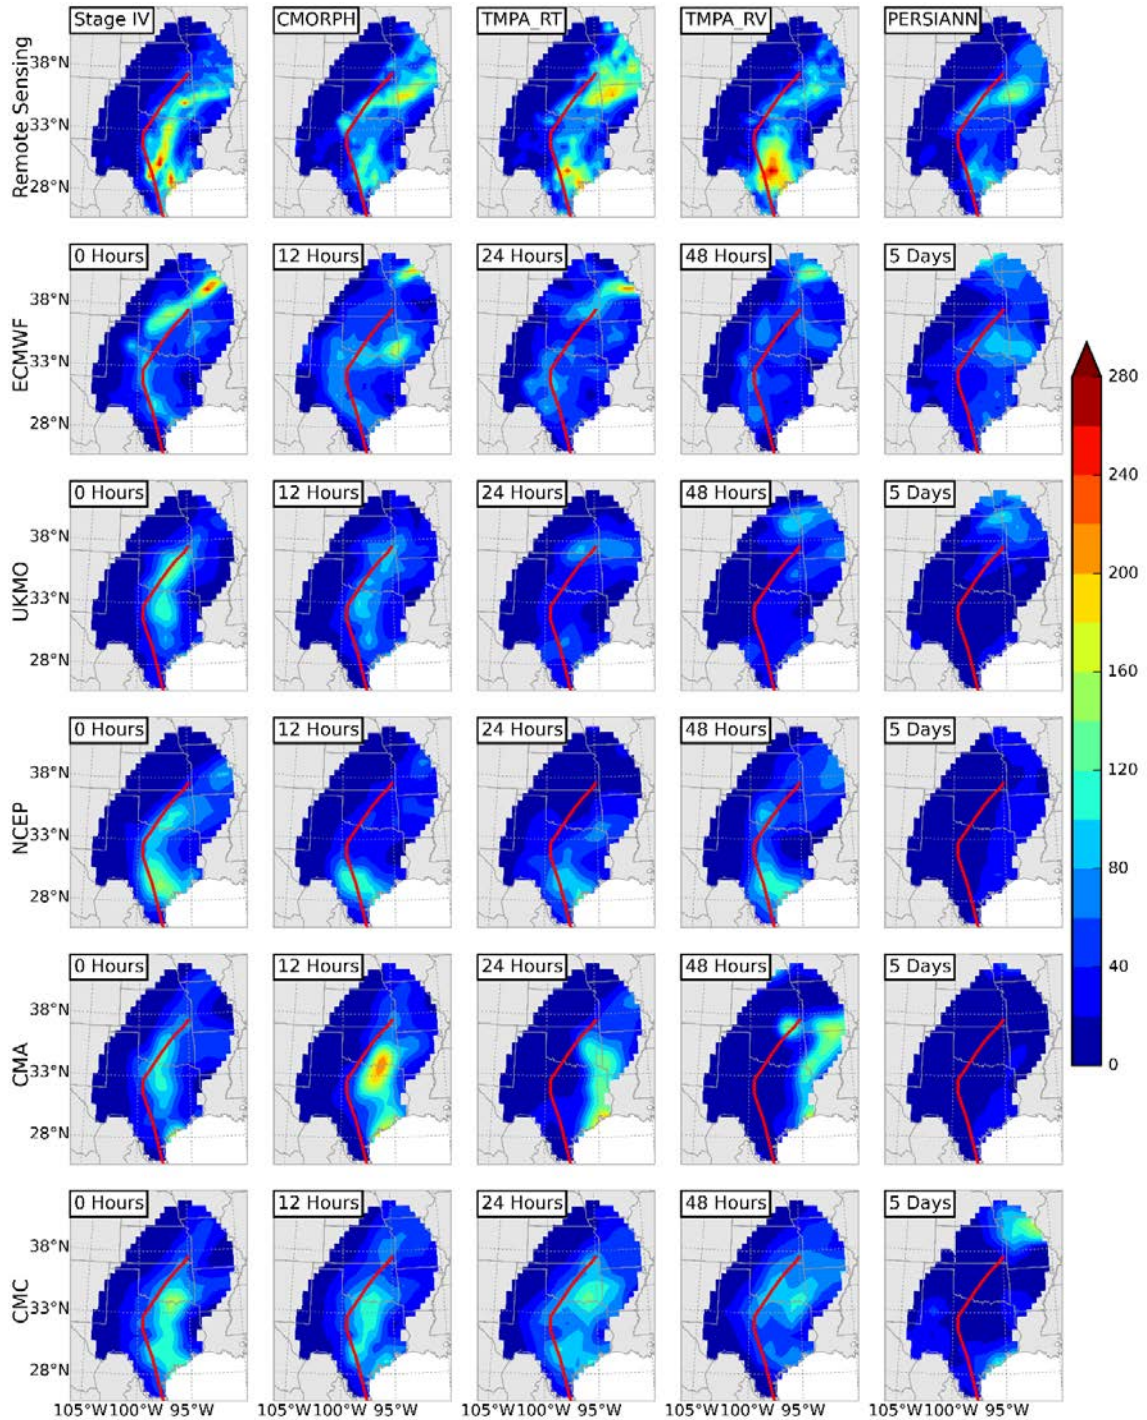 Stage IV CMORPH TMPA_RT TMPA_RV PERSIANN
Remote Sensing
38°N
33°N
28°N
0 Hours 12 Hours 24 Hours 48 Hours 5 Days
ECMWF
38°N
33°N
28°N
0 Hours 12 Hours 24 Hours 48 Hours 5 Days
UKMO
38°N
33°N
28°N
0 Hours 12 Hours 24 Hours 48 Hours 5 Days
NCEP
38°N
33°N
28°N
0 Hours 12 Hours 24 Hours 48 Hours 5 Days
CMA
38°N
33°N
28°N
0 Hours 12 Hours 24 Hours 48 Hours 5 Days
CMC
38°N
33°N
28°N
105°W 100°W 95°W 105°W 100°W 95°W 105°W 100°W 95°W 105°W 100°W 95°W 105°W 100°W 95°W
280
240
200
160
120
80
40
0